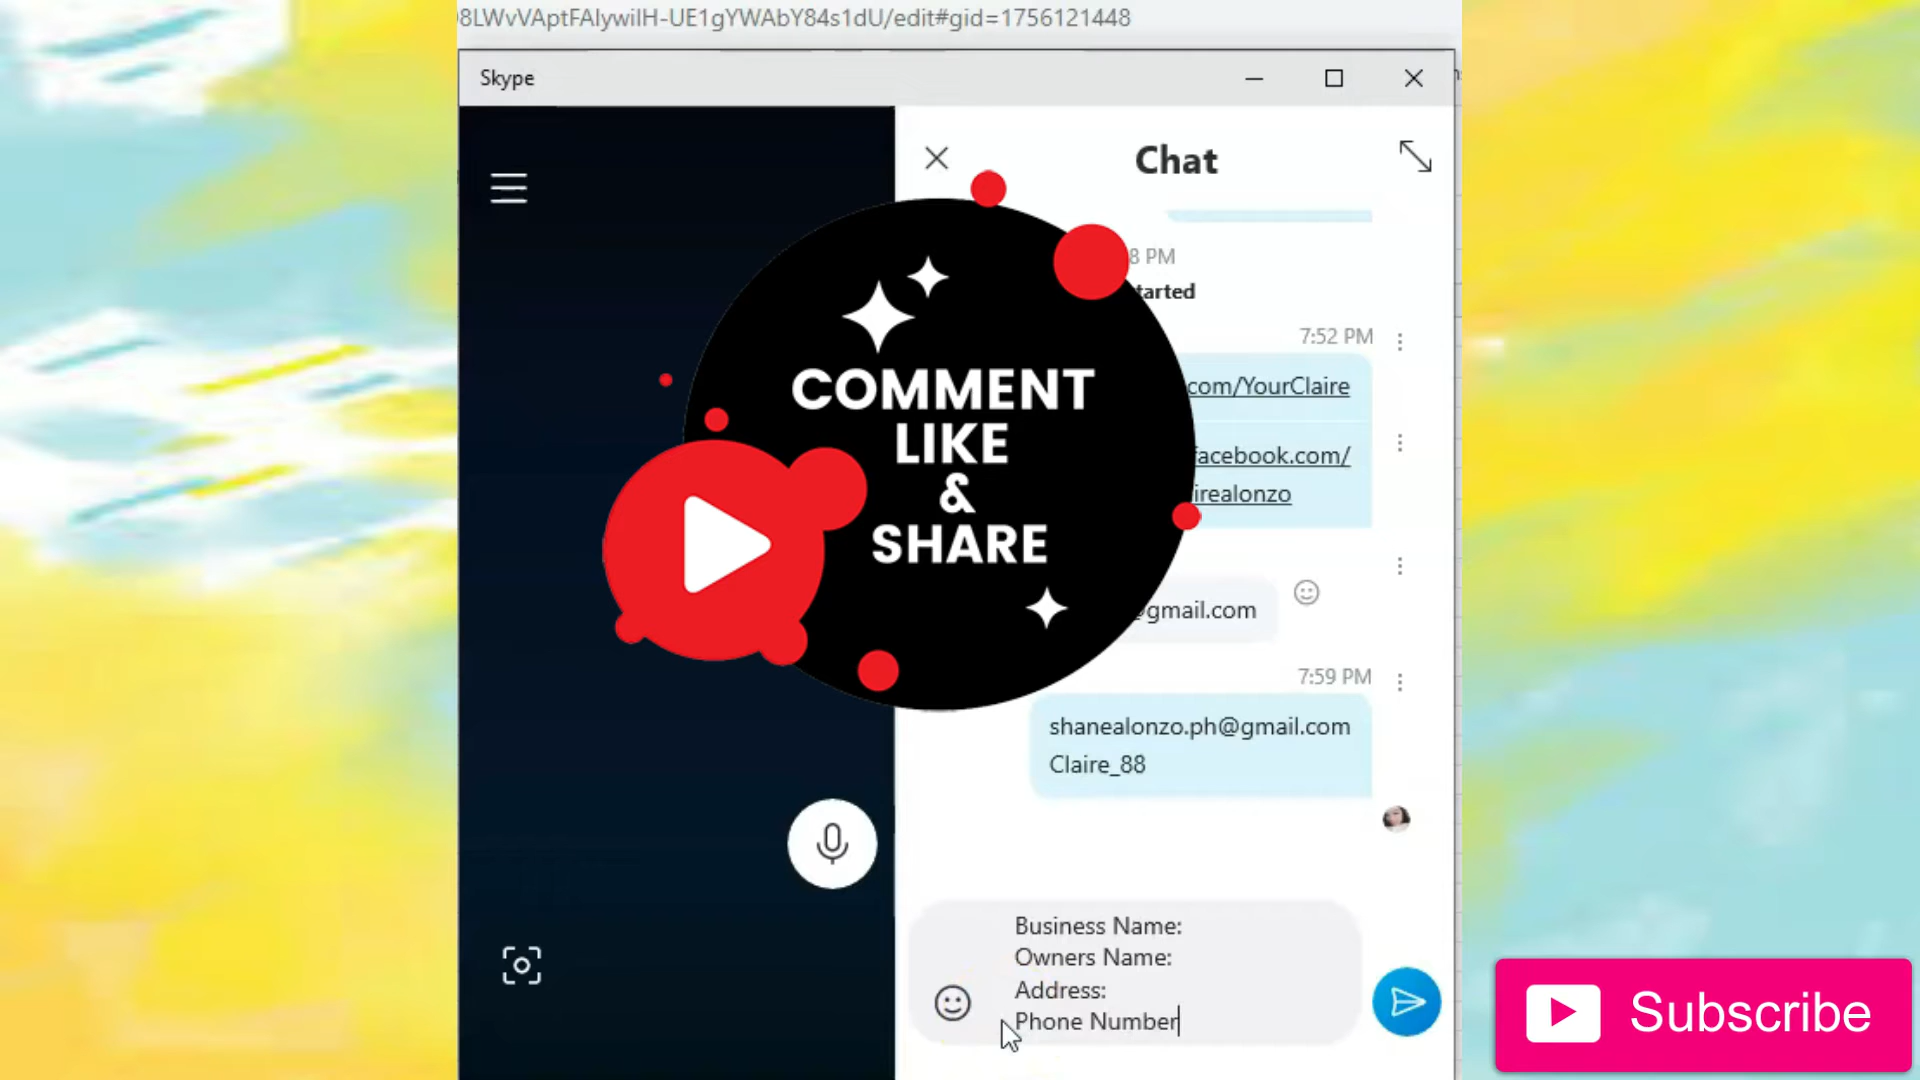 8LWvVAptFAlywilH-UE1gYWAbY84s1dU/edit#gid=1756121448
Skype
Chat
8 PM
tarted
7:52 PM
com/YourClaire
facebook.com/
irealonzo
COMMENT
LIKE
&
SHARE
@gmail.com
7:59 PM
shanealonzo.ph@gmail.com
Claire_88
Business Name:
Owners Name:
Address:
Phone Number
Subscribe